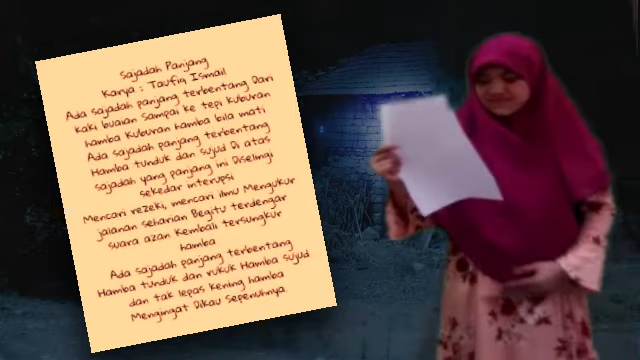 Sajadah Panjang
Karya : Taufiq Ismail
Ada sajadah panjang terbentang Dari
kaki buaian Sampai ke tepi kuburan
hamba Kuburan hamba bila mati
Ada sajadah panjang terbentang
Hamba tunduk dan sujud Di atas
sajadah yang panjang ini Diselingi
sekedar interupsi
Mencari rezeki, mencari ilmu Mengukur
jalanan seharian Begitu terdengar
suara azan Kembali tersungkur
hamba
Ada sajadah panjang terbentang
Hamba tunduk dan rukuk Hamba sujud
dan tak lepas kening hamba
Mengingat Dikau Sepenuhnya.